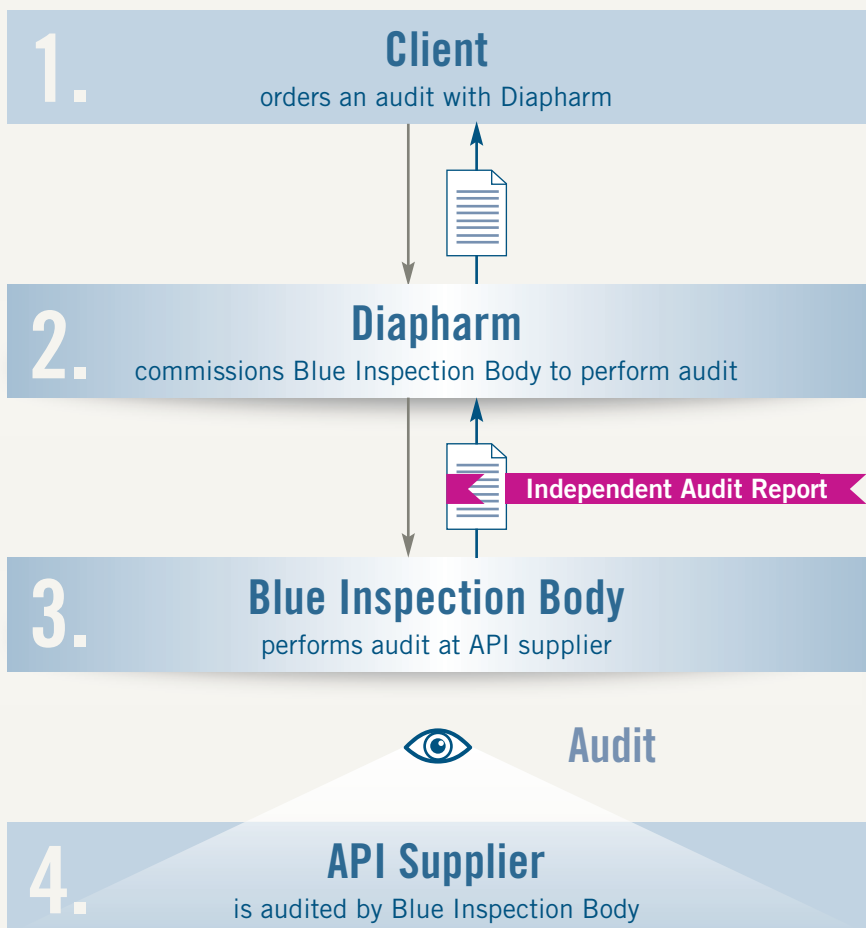 1.
Client
orders an audit with Diapharm
2.
Diapharm
commissions Blue Inspection Body to perform audit
Independent Audit Report
3.
Blue Inspection Body
performs audit at API supplier
Audit
4.
API Supplier
is audited by Blue Inspection Body